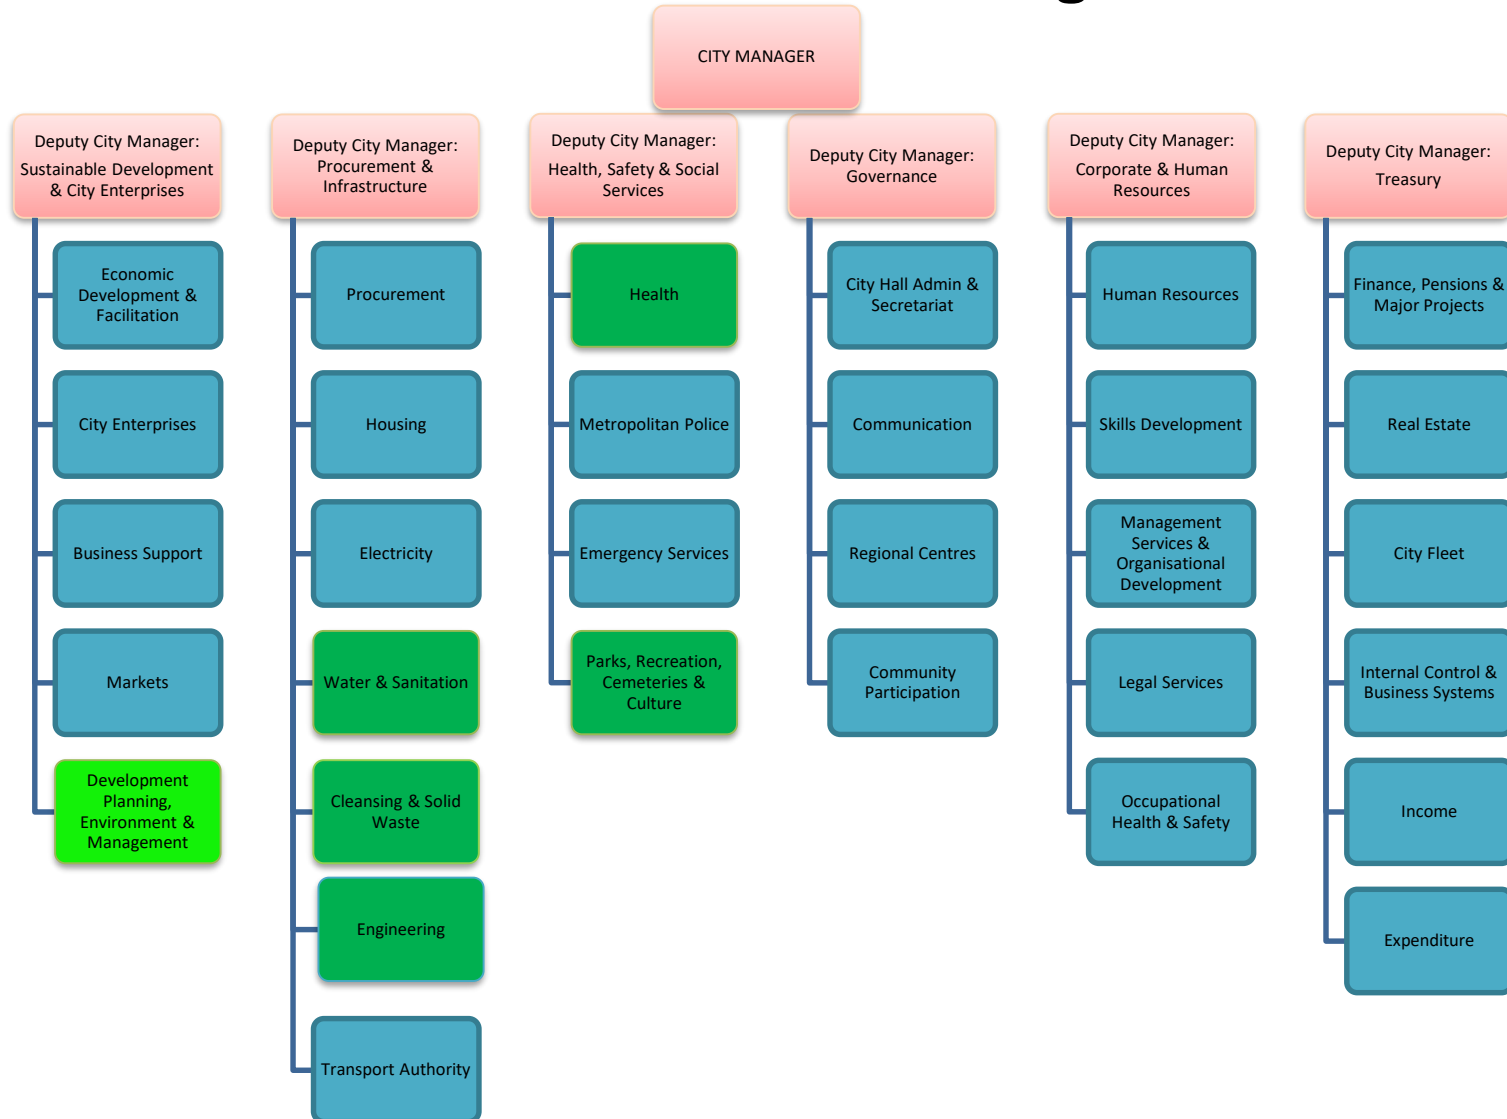 CITY MANAGER
Deputy City Manager:
Sustainable Development
& City Enterprises
Economic
Development &
Facilitation
City Enterprises
Business Support
Markets
Development
Planning,
Environment &
Management
Deputy City Manager:
Procurement &
Infrastructure
Procurement
Housing
Electricity
Water & Sanitation
Cleansing & Solid
Waste
Engineering
Transport Authority
Deputy City Manager:
Health, Safety & Social
Services
Health
Metropolitan Police
Emergency Services
Parks, Recreation,
Cemeteries &
Culture
Deputy City Manager:
Governance
City Hall Admin &
Secretariat
Communication
Regional Centres
Community
Participation
Deputy City Manager:
Corporate & Human
Resources
Human Resources
Skills Development
Management
Services &
Organisational
Development
Legal Services
Occupational
Health & Safety
Deputy City Manager:
Treasury
Finance, Pensions &
Major Projects
Real Estate
City Fleet
Internal Control &
Business Systems
Income
Expenditure